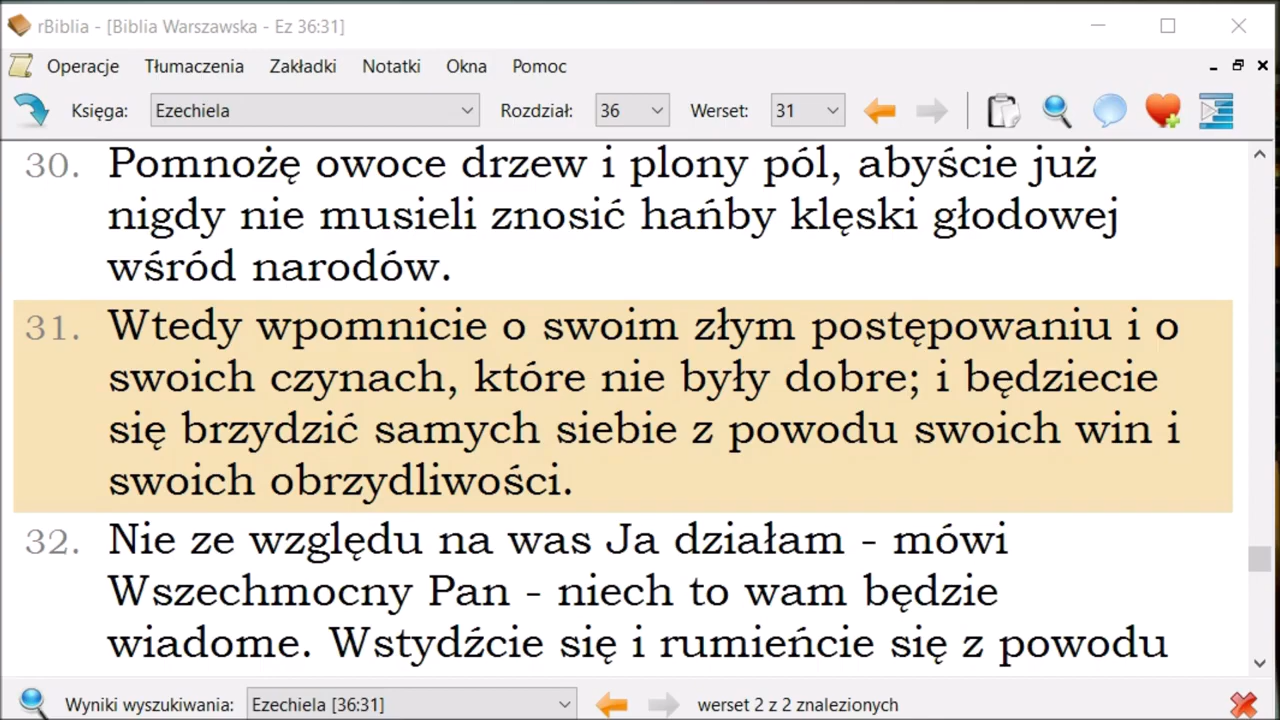 rBiblia - [Biblia Warszawska - Ez 36:31]
Operacje Tłumaczenia Zakładki Notatki Okna Pomoc
Księga: Ezechiela Rozdział: 36 Werset: 31
30. Pomnożę owoce drzew i plony pól, abyście już
nigdy nie musieli znosić hańby klęski głodowej
wśród narodów.
31. Wtedy wpomnicie o swoim złym postępowaniu i o
swoich czynach, które nie były dobre; i będziecie
się brzydzić samych siebie z powodu swoich win i
swoich obrzydliwości.
32. Nie ze względu na was Ja działam - mówi
Wszechmocny Pan - niech to wam będzie
wiadome. Wstydźcie się i rumieńcie się z powodu
Wyniki wyszukiwania: Ezechiela [36:31] werset 2 z 2 znalezionych